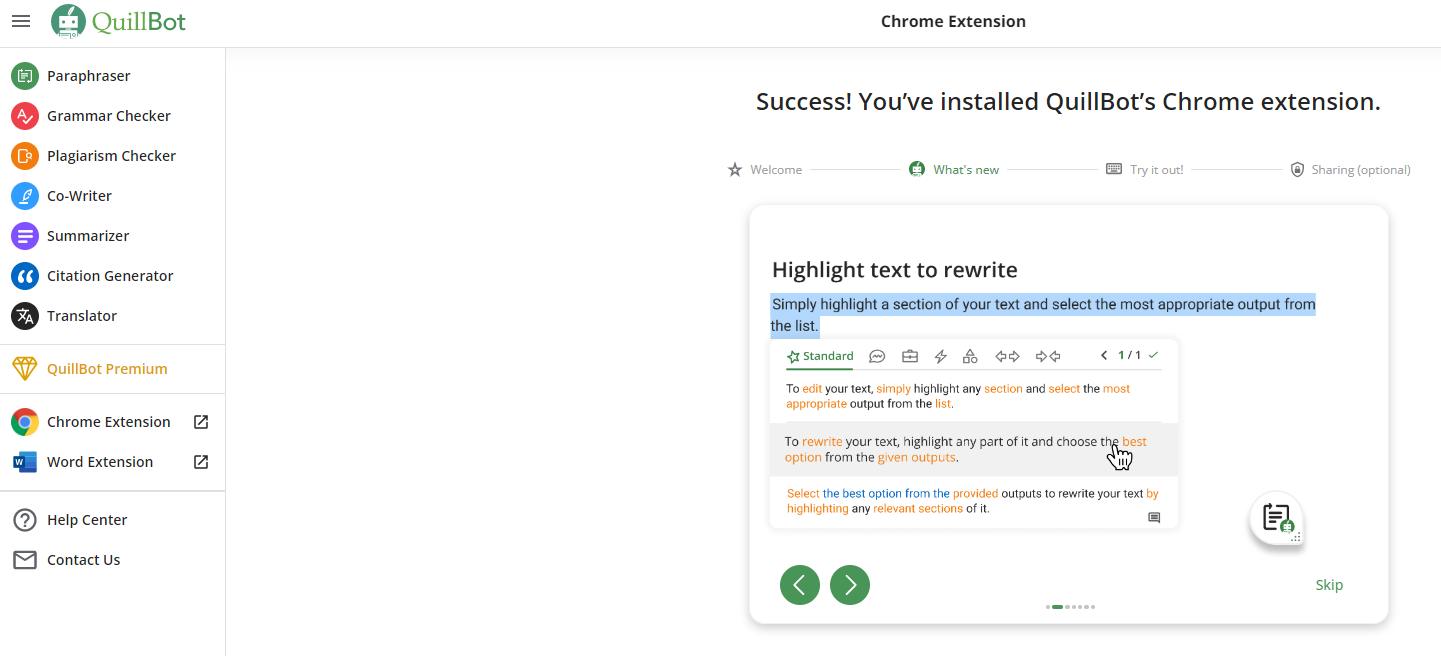 QuillBot
Chrome Extension
Paraphraser
Grammar Checker
Plagiarism Checker
Co-Writer
Summarizer
Citation Generator
Translator
QuillBot Premium
Chrome Extension
Word Extension
Help Center
Contact Us
Success! You’ve installed QuillBot’s Chrome extension.
Welcome
What's new
Try it out!
Sharing (optional)
Highlight text to rewrite
Simply highlight a section of your text and select the most appropriate output from
the list.
Standard
1 / 1
To edit your text, simply highlight any section and select the most
appropriate output from the list.
To rewrite your text, highlight any part of it and choose the best
option from the given outputs.
Select the best option from the provided outputs to rewrite your text by
highlighting any relevant sections of it.
Skip